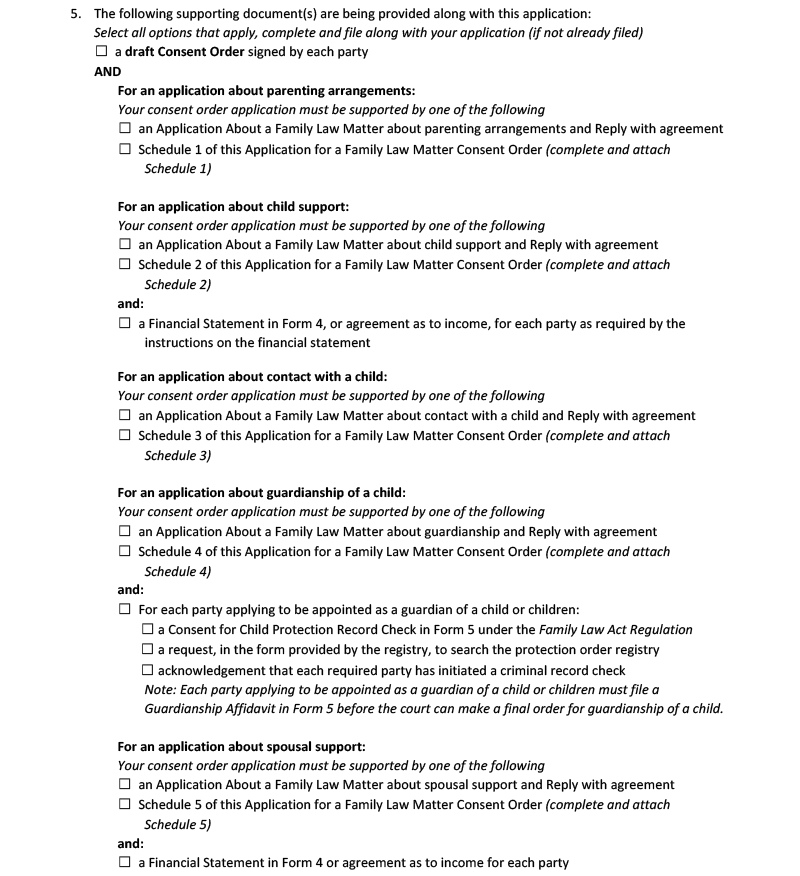 5. The following supporting document(s) are being provided along with this application:
Select all options that apply, complete and file along with your application (if not already filed)
☐ a draft Consent Order signed by each party
AND
For an application about parenting arrangements:
Your consent order application must be supported by one of the following
☐ an Application About a Family Law Matter about parenting arrangements and Reply with agreement
☐ Schedule 1 of this Application for a Family Law Matter Consent Order (complete and attach
Schedule 1)
For an application about child support:
Your consent order application must be supported by one of the following
☐ an Application About a Family Law Matter about child support and Reply with agreement
☐ Schedule 2 of this Application for a Family Law Matter Consent Order (complete and attach
Schedule 2)
and:
☐ a Financial Statement in Form 4, or agreement as to income, for each party as required by the
instructions on the financial statement
For an application about contact with a child:
Your consent order application must be supported by one of the following
☐ an Application About a Family Law Matter about contact with a child and Reply with agreement
☐ Schedule 3 of this Application for a Family Law Matter Consent Order (complete and attach
Schedule 3)
For an application about guardianship of a child:
Your consent order application must be supported by one of the following
☐ an Application About a Family Law Matter about guardianship and Reply with agreement
☐ Schedule 4 of this Application for a Family Law Matter Consent Order (complete and attach
Schedule 4)
and:
☐ For each party applying to be appointed as a guardian of a child or children:
☐ a Consent for Child Protection Record Check in Form 5 under the Family Law Act Regulation
☐ a request, in the form provided by the registry, to search the protection order registry
☐ acknowledgement that each required party has initiated a criminal record check
Note: Each party applying to be appointed as a guardian of a child or children must file a
Guardianship Affidavit in Form 5 before the court can make a final order for guardianship of a child.
For an application about spousal support:
Your consent order application must be supported by one of the following
☐ an Application About a Family Law Matter about spousal support and Reply with agreement
☐ Schedule 5 of this Application for a Family Law Matter Consent Order (complete and attach
Schedule 5)
and:
☐ a Financial Statement in Form 4 or agreement as to income for each party